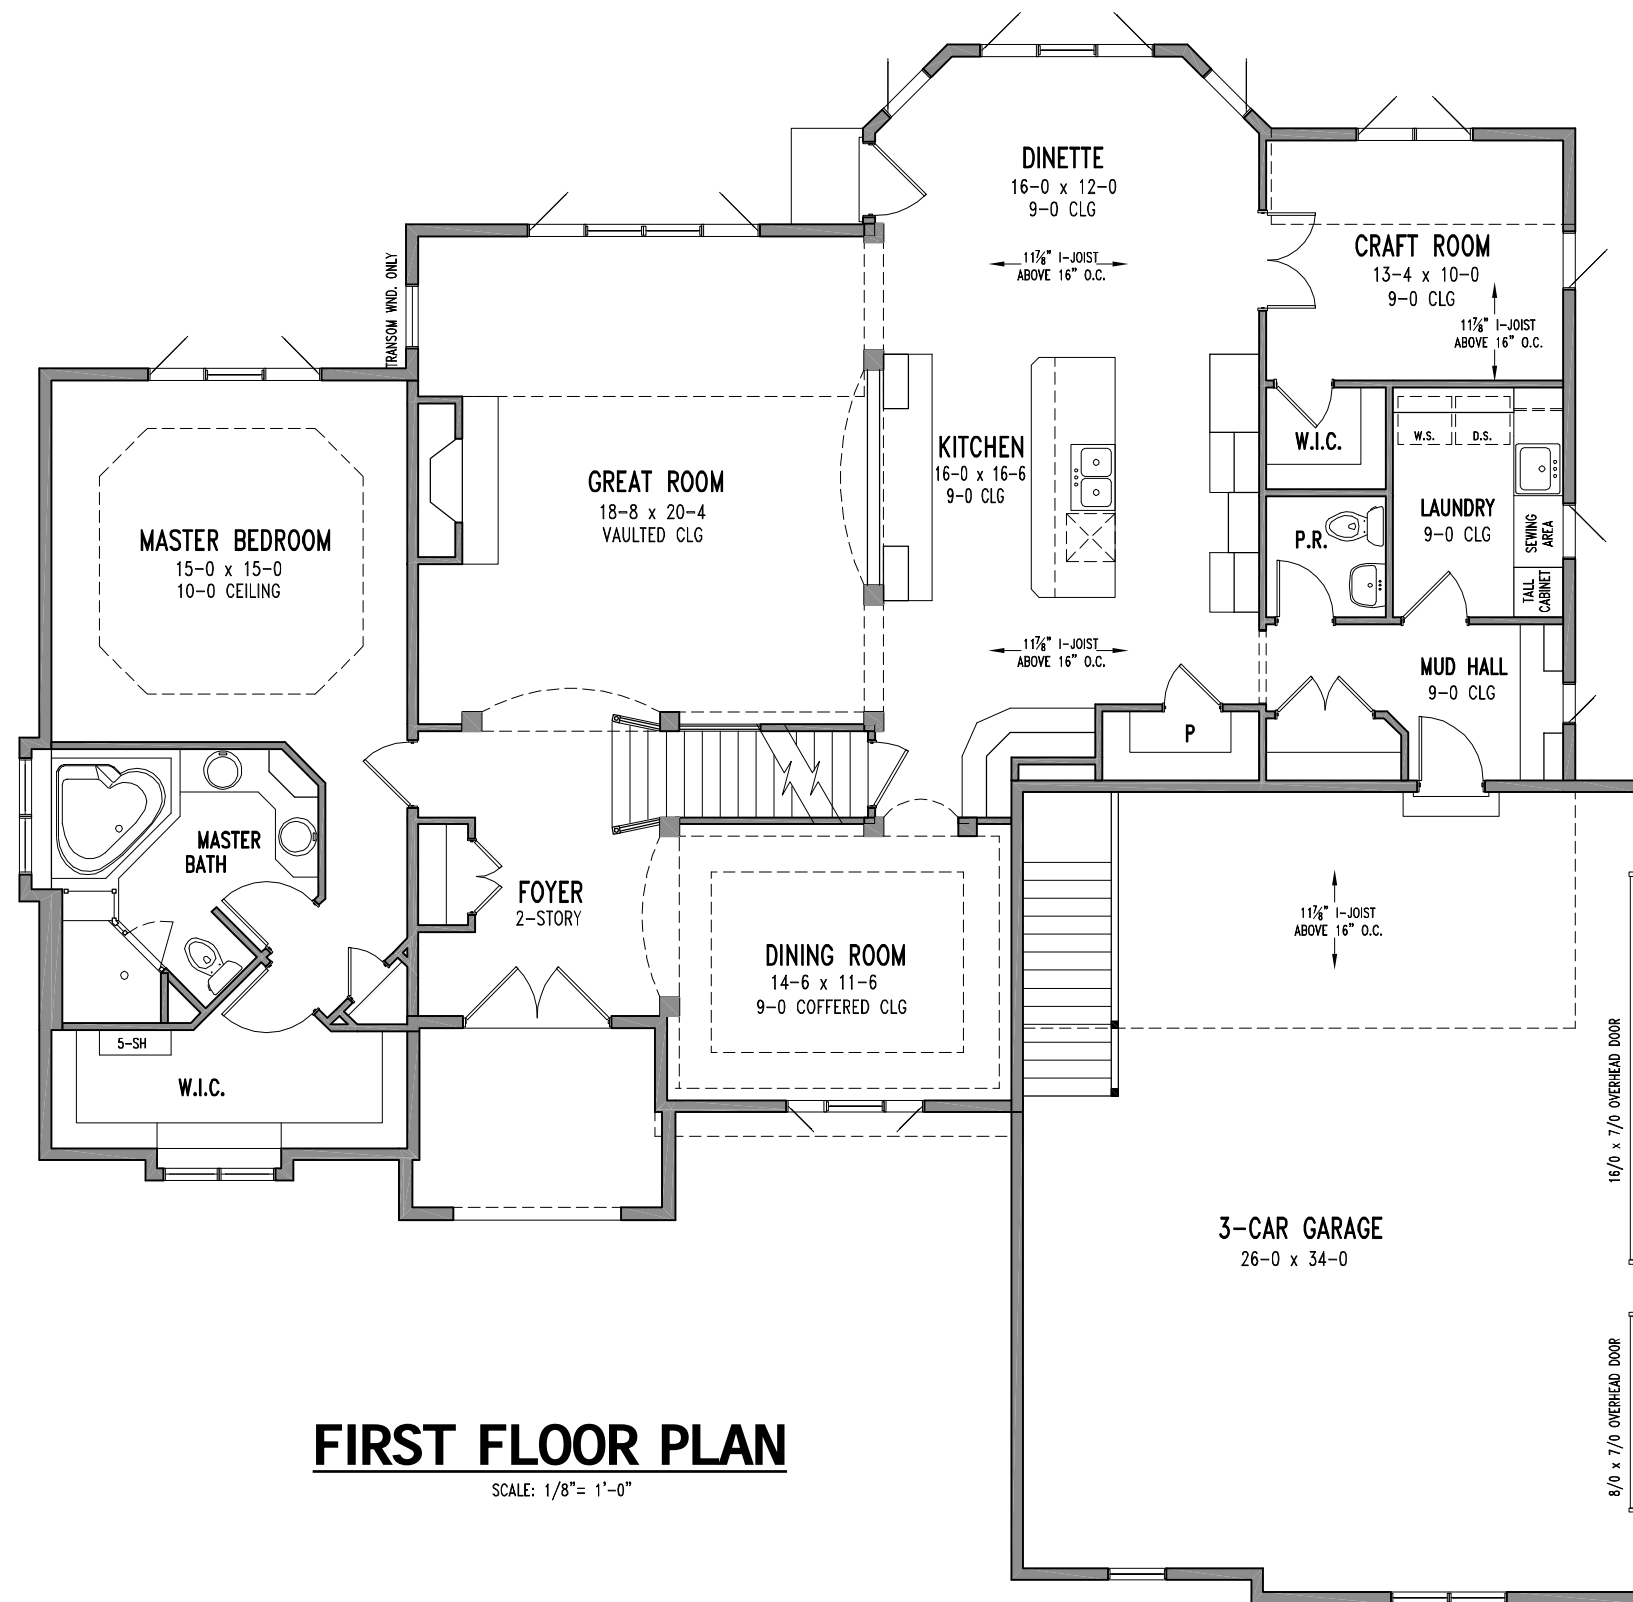 DINETTE
16-0 x 12-0
9-0 CLG
11⅞" I-JOIST
ABOVE 16" O.C.
CRAFT ROOM
13-4 x 10-0
9-0 CLG
11⅞" I-JOIST
ABOVE 16" O.C.
TRANSOM WND. ONLY
KITCHEN
16-0 x 16-6
9-0 CLG
W.I.C.
W.S.
D.S.
GREAT ROOM
18-8 x 20-4
VAULTED CLG
LAUNDRY
9-0 CLG
SEWING
AREA
P.R.
TALL
CABINET
MASTER BEDROOM
15-0 x 15-0
10-0 CEILING
11⅞" I-JOIST
ABOVE 16" O.C.
MUD HALL
9-0 CLG
P
MASTER
BATH
FOYER
2-STORY
DINING ROOM
14-6 x 11-6
9-0 COFFERED CLG
11⅞" I-JOIST
ABOVE 16" O.C.
5-SH
W.I.C.
16/0 x 7/0 OVERHEAD DOOR
3-CAR GARAGE
26-0 x 34-0
8/0 x 7/0 OVERHEAD DOOR
FIRST FLOOR PLAN
SCALE: 1/8"= 1'-0"